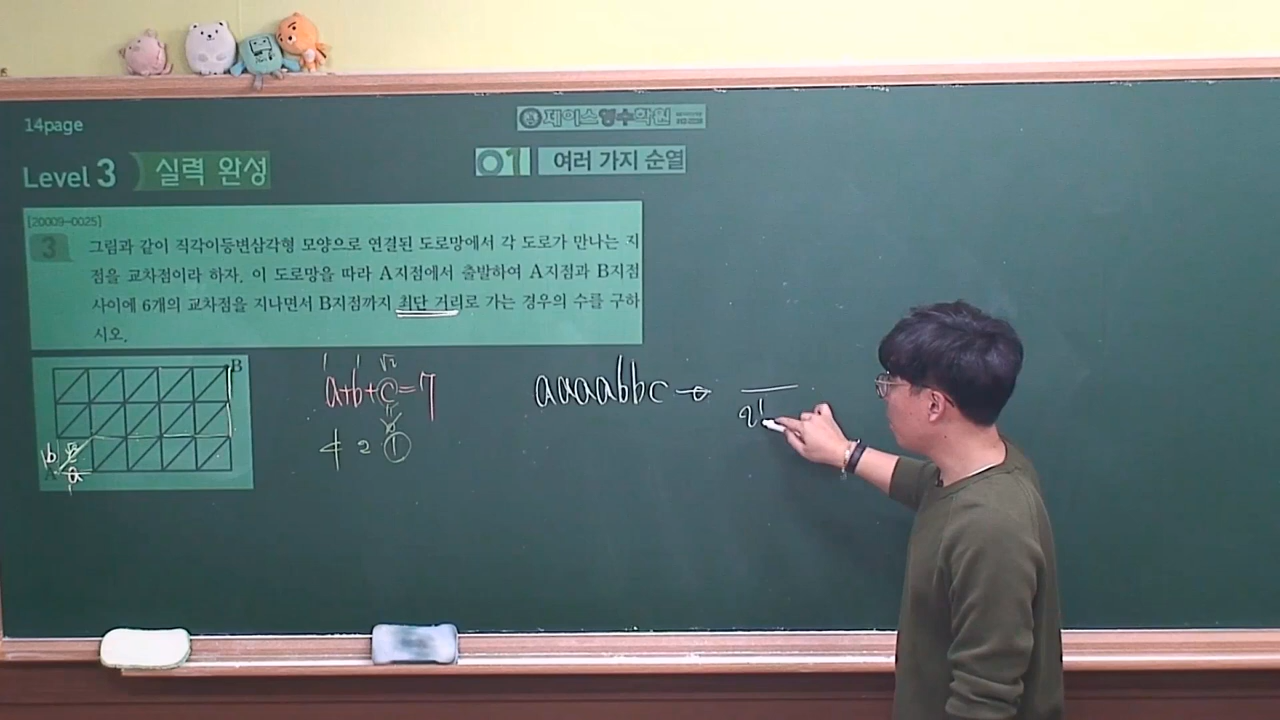 14page
제이스영수학원
Level 3 실력 완성
01 여러 가지 순열
[20009-0025]
3 그림과 같이 직각이등변삼각형 모양으로 연결된 도로망에서 각 도로가 만나는 지
점을 교차점이라 하자. 이 도로망을 따라 A지점에서 출발하여 A지점과 B지점
사이에 6개의 교차점을 지나면서 B지점까지 최단 거리로 가는 경우의 수를 구하
시오.
B
1 1 √2
a+b+c=7
4 2 1
aaaabbc →
2!
b c
A a
1